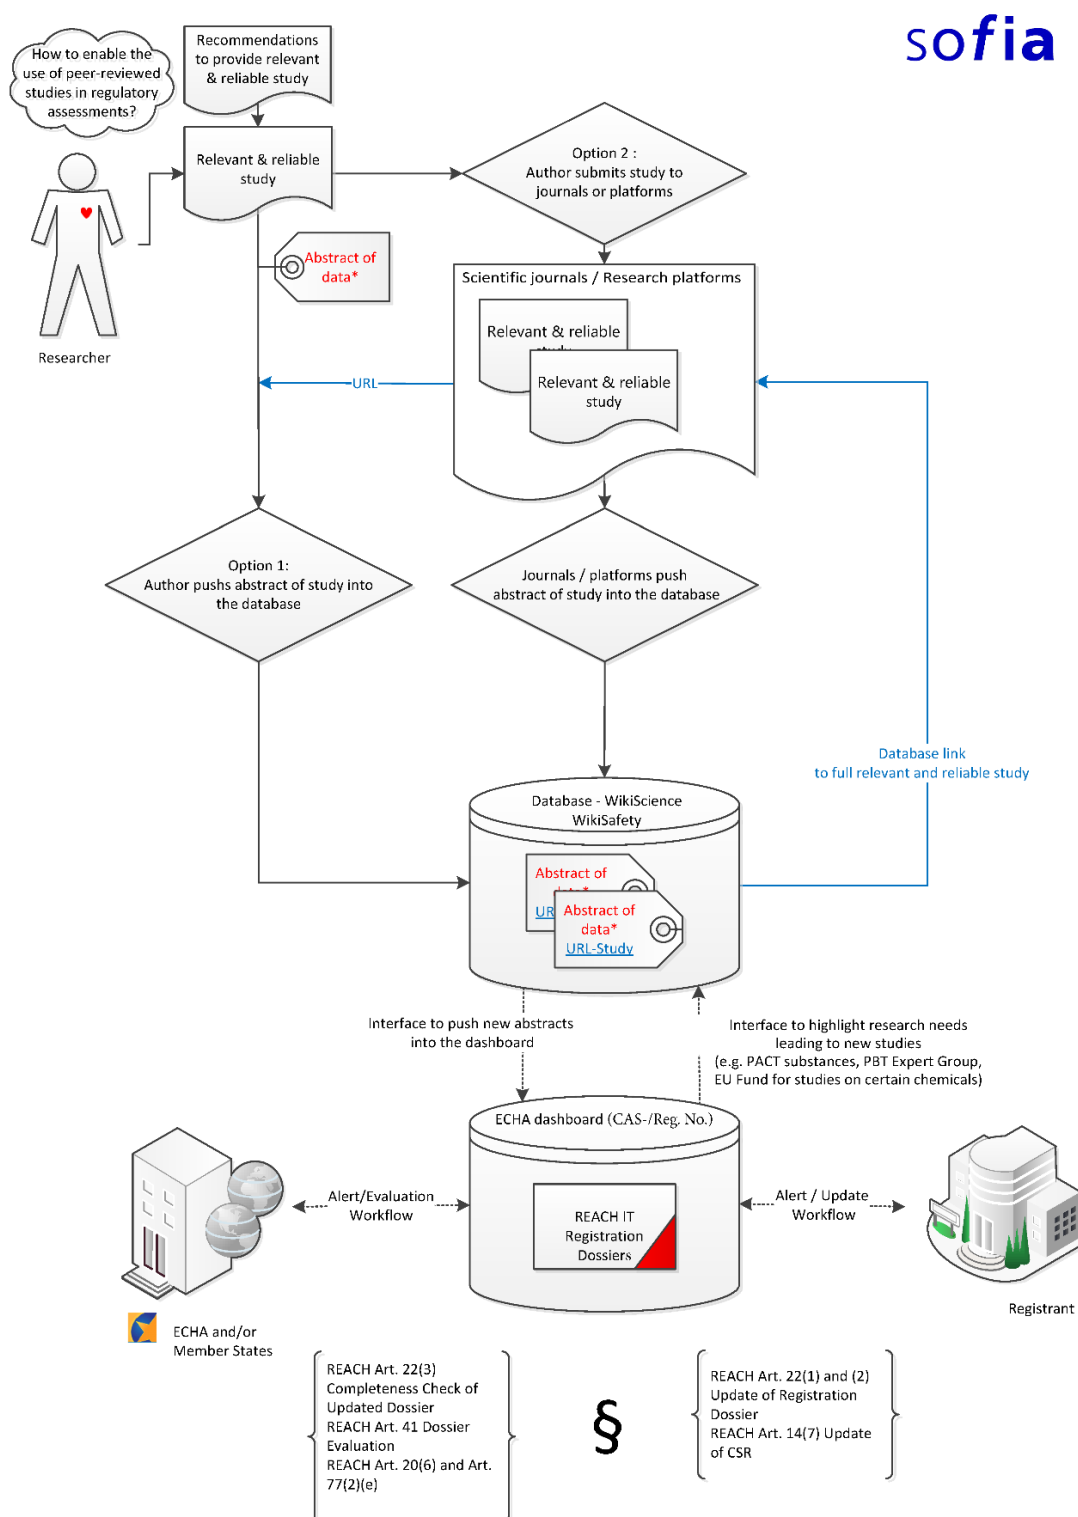 sofia
How to enable the
use of peer-reviewed
studies in regulatory
assessments?
Recommendations
to provide relevant
& reliable study
Relevant & reliable
study
Option 2 :
Author submits study to
journals or platforms
Abstract of
data*
Researcher
Scientific journals / Research platforms
Relevant & reliable
study
Relevant & reliable
study
URL
Option 1:
Author pushs abstract of study into
the database
Journals / platforms push
abstract of study into the database
Database link
to full relevant and reliable study
Database - WikiScience
WikiSafety
Abstract of
data*
UR
Abstract of
data*
URL-Study
Interface to push new abstracts
into the dashboard
Interface to highlight research needs
leading to new studies
(e.g. PACT substances, PBT Expert Group,
EU Fund for studies on certain chemicals)
ECHA dashboard (CAS-/Reg. No.)
REACH IT
Registration
Dossiers
Alert/Evaluation
Workflow
Alert / Update
Workflow
ECHA and/or
Member States
Registrant
REACH Art. 22(3)
Completeness Check of
Updated Dossier
REACH Art. 41 Dossier
Evaluation
REACH Art. 20(6) and Art.
77(2)(e)
§
REACH Art. 22(1) and (2)
Update of Registration
Dossier
REACH Art. 14(7) Update
of CSR